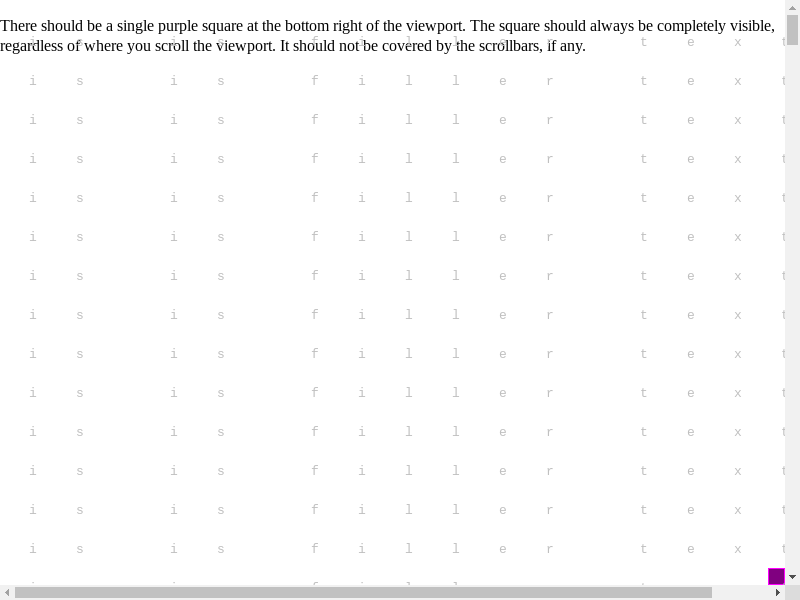 There should be a single purple square at the bottom right of the viewport. The square should always be completely visible,
regardless of where you scroll the viewport. It should not be covered by the scrollbars, if any.
i s i s f i l l e r t e x t
i s i s f i l l e r t e x t
i s i s f i l l e r t e x t
i s i s f i l l e r t e x t
i s i s f i l l e r t e x t
i s i s f i l l e r t e x t
i s i s f i l l e r t e x t
i s i s f i l l e r t e x t
i s i s f i l l e r t e x t
i s i s f i l l e r t e x t
i s i s f i l l e r t e x t
i s i s f i l l e r t e x t
i s i s f i l l e r t e x t
i s i s f i l l e r t e x t